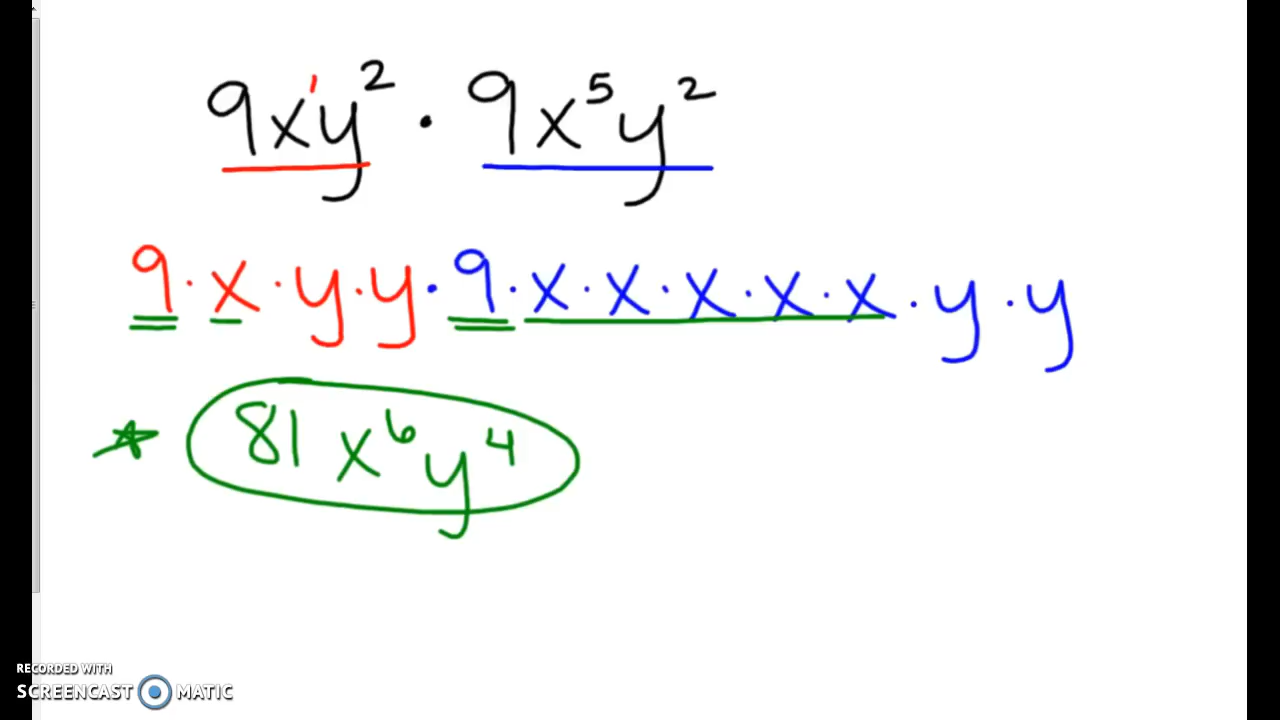 9x¹y² · 9x⁵y²
9 · x · y · y · 9 · x · x · x · x · x · y · y
81x⁶y⁴
RECORDED WITH
SCREENCAST MATIC